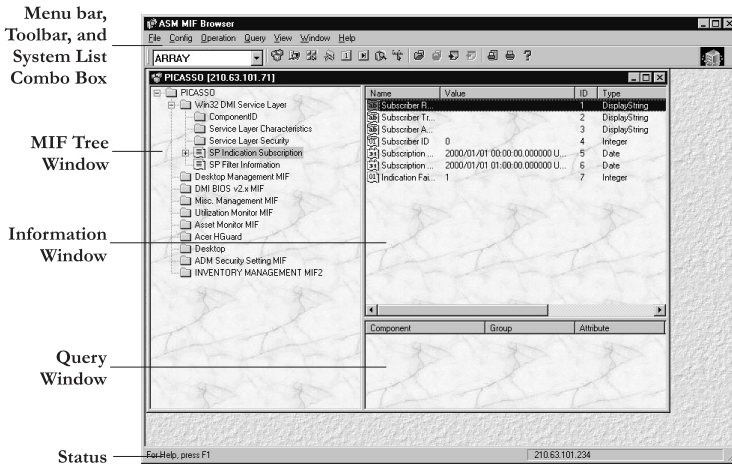 Menu bar,
Toolbar, and
System List
Combo Box
MIF Tree
Window
Information
Window
Query
Window
Status
ASM MIF Browser
File Config Operation Query View Window Help
ARRAY
PICASSO [210.63.101.71]
PICASSO
Win32 DMI Service Layer
ComponentID
Service Layer Characteristics
Service Layer Security
SP Indication Subscription
SP Filter Information
Desktop Management MIF
DMI BIOS v2.x MIF
Misc. Management MIF
Utilization Monitor MIF
Asset Monitor MIF
Acer HGuard
Desktop
ADM Security Setting MIF
INVENTORY MANAGEMENT MIF2
Name Value ID Type
Subscriber R... 1 DisplayString
Subscriber Tr... 2 DisplayString
Subscriber A... 3 DisplayString
Subscriber ID 0 4 Integer
Subscription ... 2000/01/01 00:00:00.000000 U... 5 Date
Subscription ... 2000/01/01 01:00:00.000000 U... 6 Date
Indication Fai... 1 7 Integer
Component Group Attribute
For Help, press F1 210.63.101.234